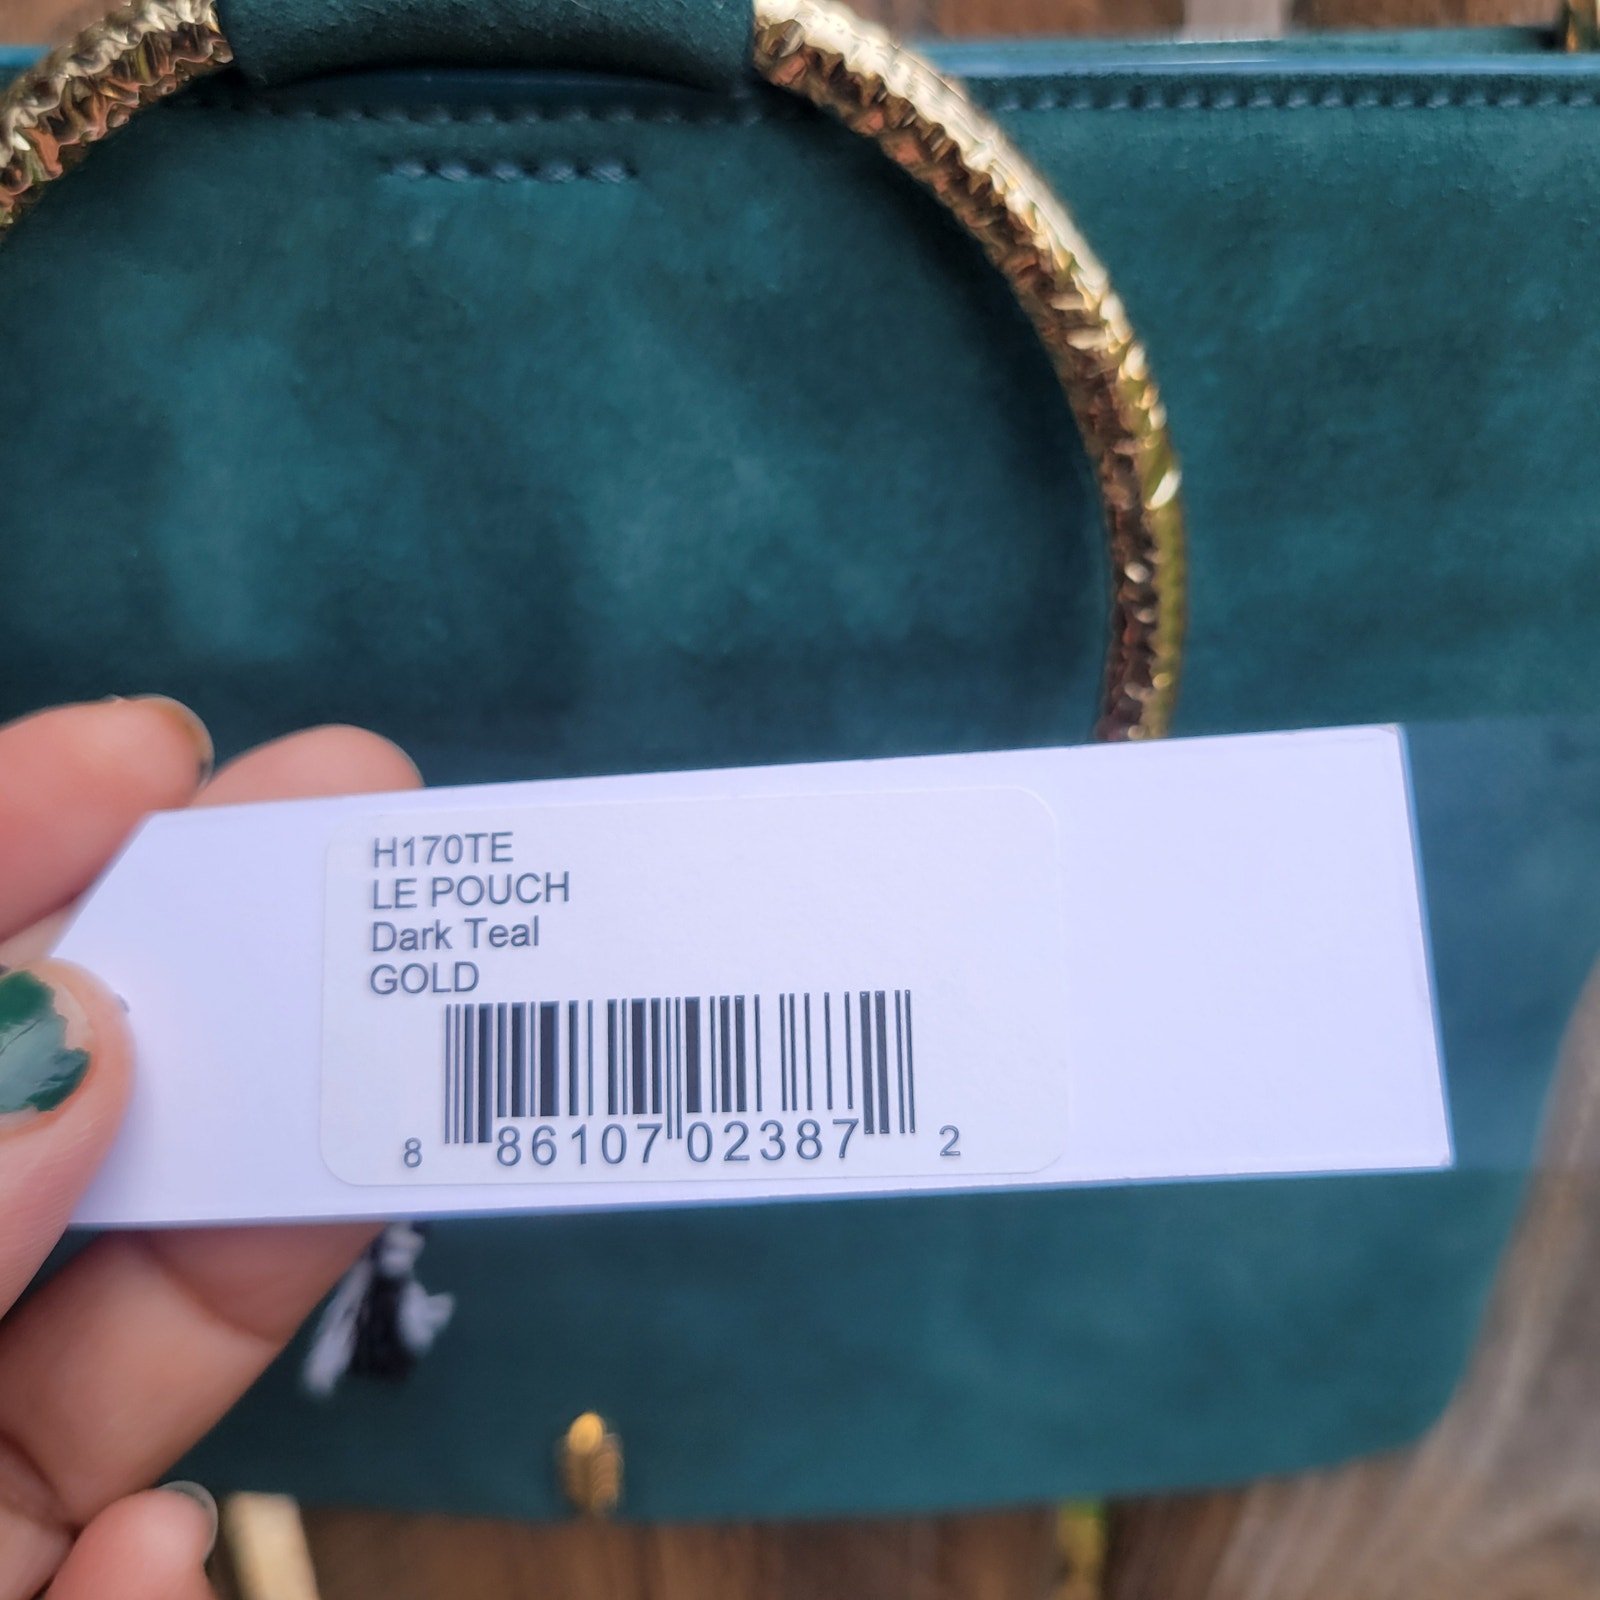 H170TE
LE POUCH
Dark Teal
GOLD
8 86107 02387 2